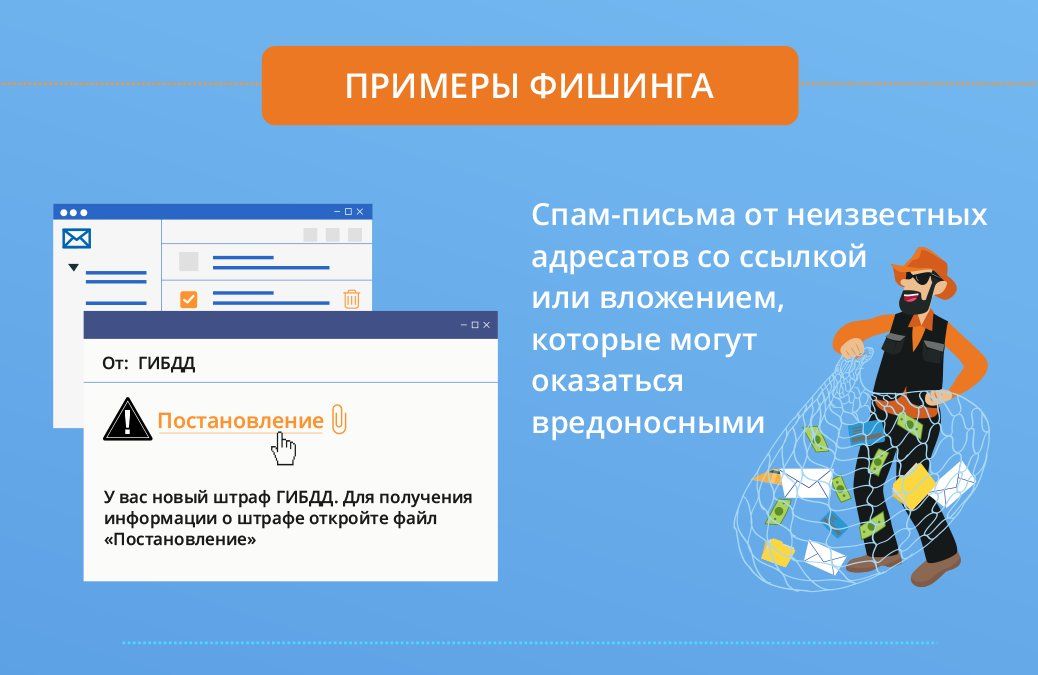 ПРИМЕРЫ ФИШИНГА
От: ГИБДД
Постановление
У вас новый штраф ГИБДД. Для получения
информации о штрафе откройте файл
«Постановление»
Спам-письма от неизвестных
адресатов со ссылкой
или вложением,
которые могут
оказаться
вредоносными